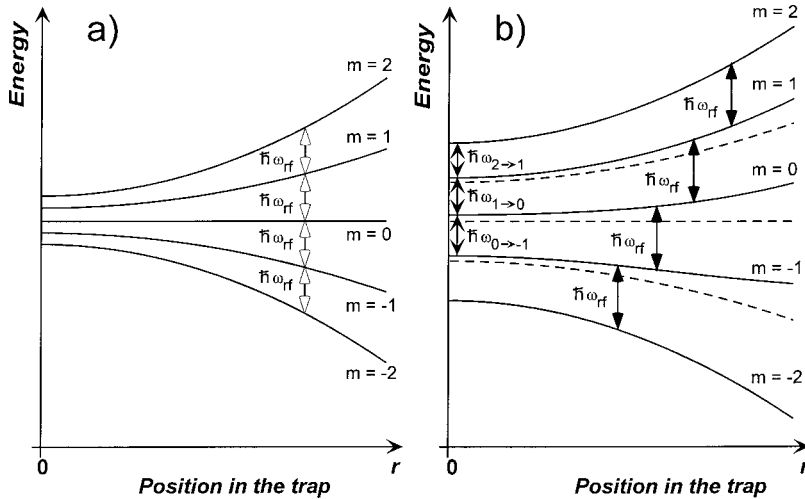 a)
Energy
m = 2
m = 1
ħω_rf
ħω_rf
m = 0
ħω_rf
ħω_rf
m = -1
m = -2
0
r
Position in the trap
b)
Energy
m = 2
m = 1
ħω_rf
ħω_2→1
ħω_rf
m = 0
ħω_1→0
ħω_0→-1
ħω_rf
m = -1
ħω_rf
m = -2
0
r
Position in the trap